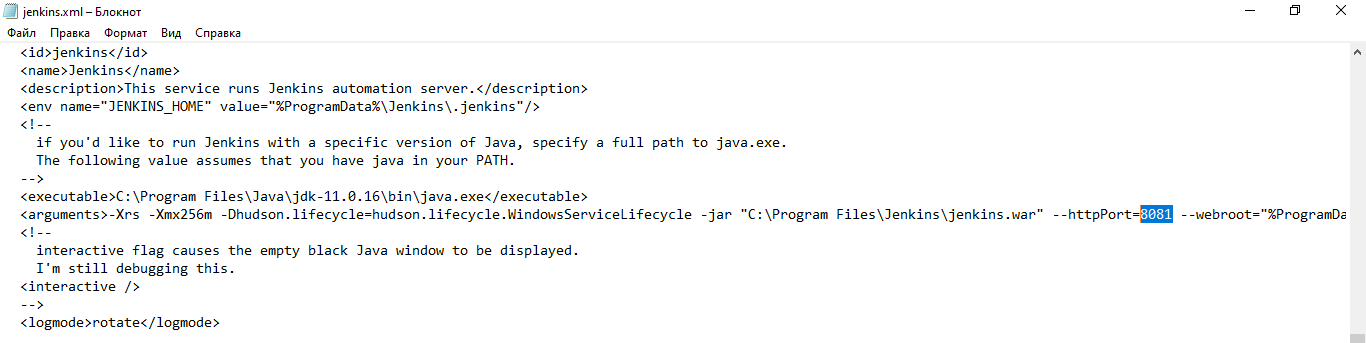 jenkins.xml – Блокнот
Файл Правка Формат Вид Справка
<id>jenkins</id>
<name>Jenkins</name>
<description>This service runs Jenkins automation server.</description>
<env name="JENKINS_HOME" value="%ProgramData%\Jenkins\.jenkins"/>
<!--
if you'd like to run Jenkins with a specific version of Java, specify a full path to java.exe.
The following value assumes that you have java in your PATH.
-->
<executable>C:\Program Files\Java\jdk-11.0.16\bin\java.exe</executable>
<arguments>-Xrs -Xmx256m -Dhudson.lifecycle=hudson.lifecycle.WindowsServiceLifecycle -jar "C:\Program Files\Jenkins\jenkins.war" --httpPort=8081 --webroot="%ProgramDa
<!--
interactive flag causes the empty black Java window to be displayed.
I'm still debugging this.
<interactive />
-->
<logmode>rotate</logmode>